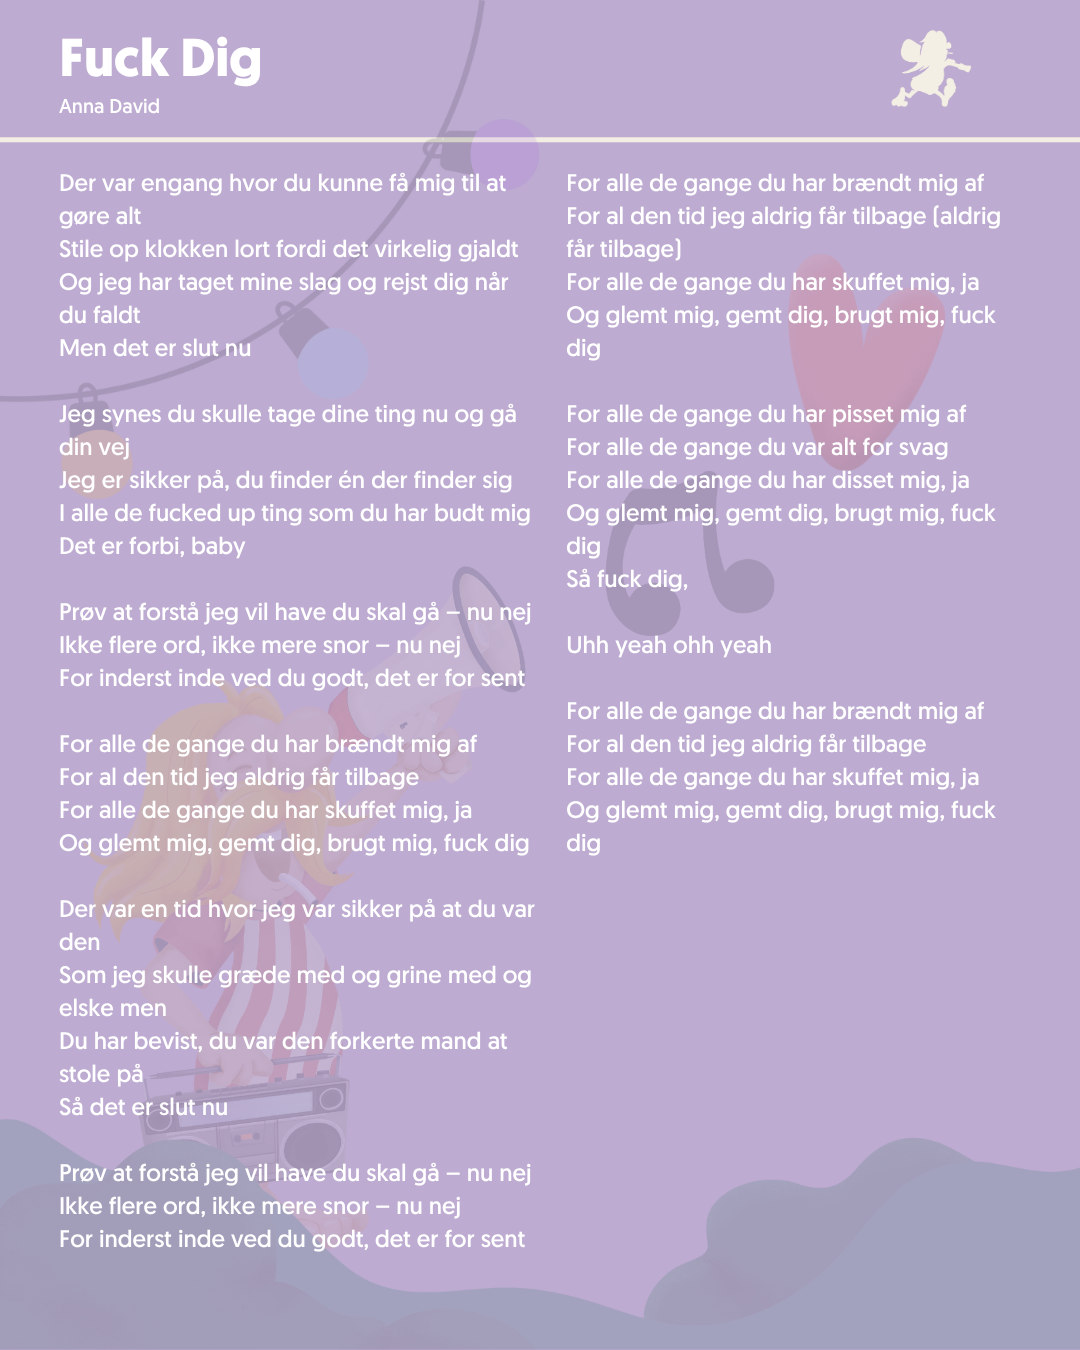 Fuck Dig
Anna David
Der var engang hvor du kunne få mig til at
gøre alt
Stile op klokken lort fordi det virkelig gjaldt
Og jeg har taget mine slag og rejst dig når
du faldt
Men det er slut nu

Jeg synes du skulle tage dine ting nu og gå
din vej
Jeg er sikker på, du finder én der finder sig
I alle de fucked up ting som du har budt mig
Det er forbi, baby

Prøv at forstå jeg vil have du skal gå – nu nej
Ikke flere ord, ikke mere snor – nu nej
For inderst inde ved du godt, det er for sent

For alle de gange du har brændt mig af
For al den tid jeg aldrig får tilbage
For alle de gange du har skuffet mig, ja
Og glemt mig, gemt dig, brugt mig, fuck dig

Der var en tid hvor jeg var sikker på at du var
den
Som jeg skulle græde med og grine med og
elske men
Du har bevist, du var den forkerte mand at
stole på
Så det er slut nu

Prøv at forstå jeg vil have du skal gå – nu nej
Ikke flere ord, ikke mere snor – nu nej
For inderst inde ved du godt, det er for sent

For alle de gange du har brændt mig af
For al den tid jeg aldrig får tilbage (aldrig
får tilbage)
For alle de gange du har skuffet mig, ja
Og glemt mig, gemt dig, brugt mig, fuck
dig

For alle de gange du har pisset mig af
For alle de gange du var alt for svag
For alle de gange du har disset mig, ja
Og glemt mig, gemt dig, brugt mig, fuck
dig
Så fuck dig,

Uhh yeah ohh yeah

For alle de gange du har brændt mig af
For al den tid jeg aldrig får tilbage
For alle de gange du har skuffet mig, ja
Og glemt mig, gemt dig, brugt mig, fuck
dig